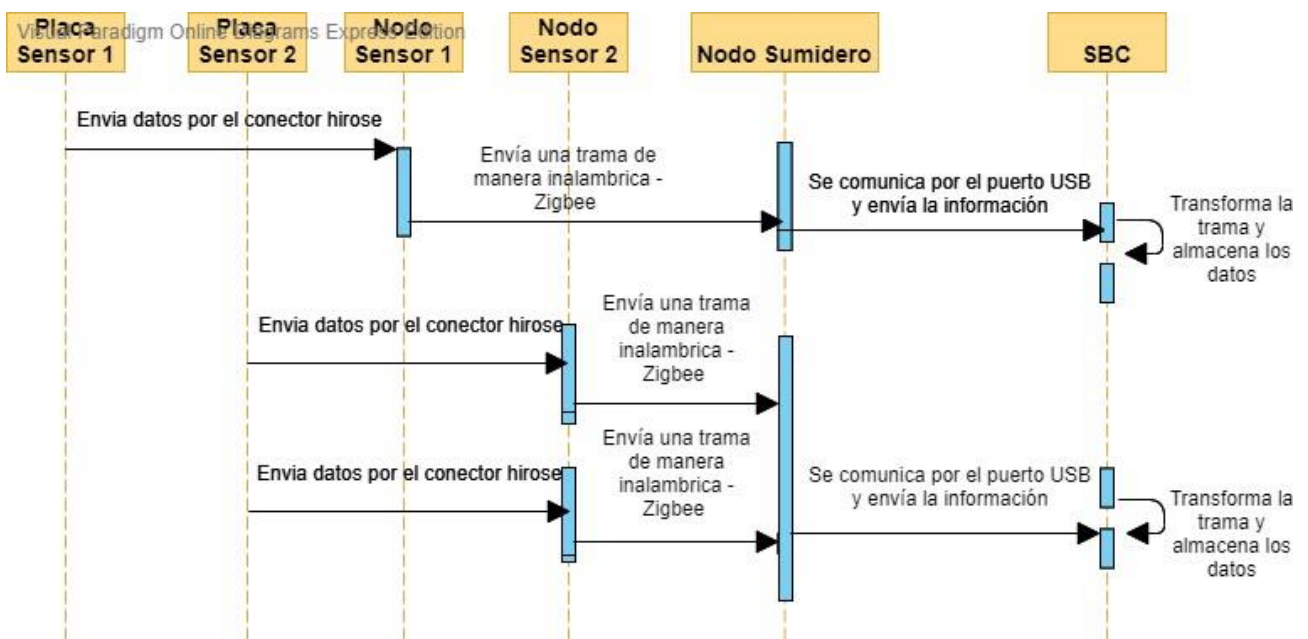 Visual Paradigm Online Diagrams Express Edition
Placa
Sensor 1
Placa
Sensor 2
Nodo
Sensor 1
Nodo
Sensor 2
Nodo Sumidero
SBC
Envia datos por el conector hirose
Envía una trama de
manera inalambrica -
Zigbee
Se comunica por el puerto USB
y envía la información
Transforma la
trama y
almacena los
datos
Envia datos por el conector hirose
Envía una trama
de manera
inalambrica -
Zigbee
Envia datos por el conector hirose
Envía una trama
de manera
inalambrica -
Zigbee
Se comunica por el puerto USB
y envía la información
Transforma la
trama y
almacena los
datos